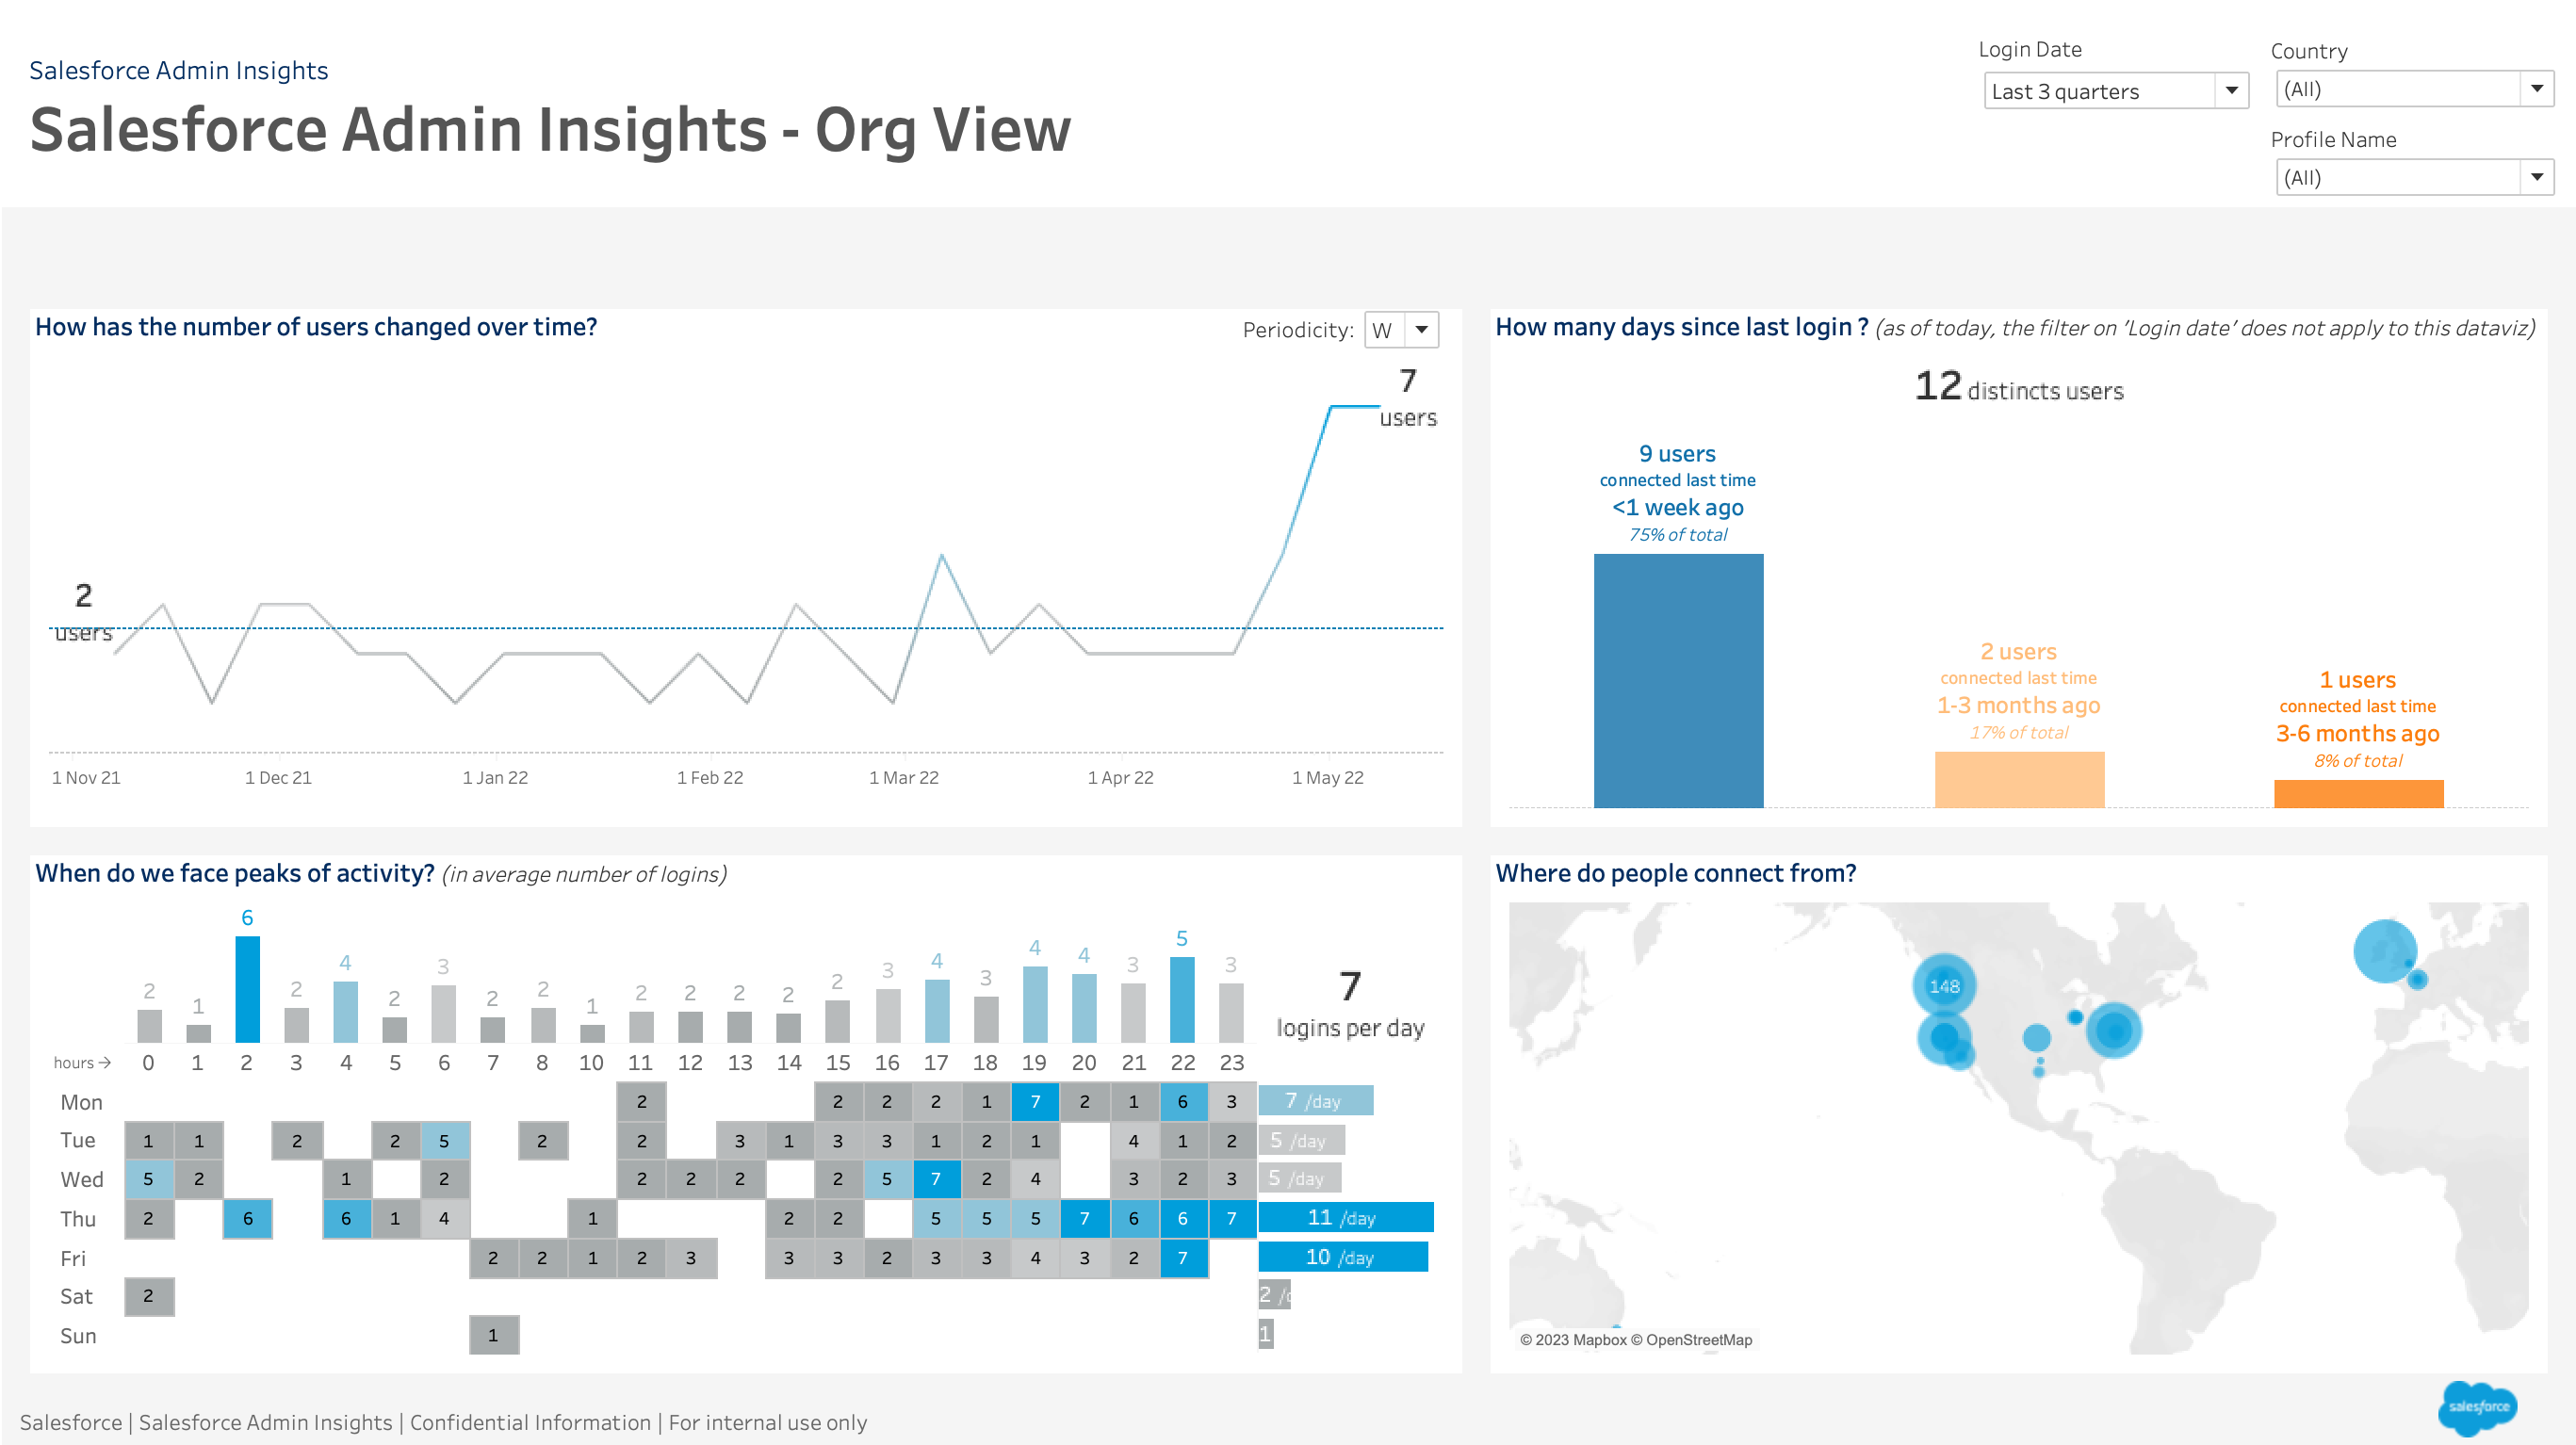 Salesforce Admin Insights
Salesforce Admin Insights - Org View
Login Date
Last 3 quarters
Country
(All)
Profile Name
(All)
How has the number of users changed over time?
Periodicity: W
7
users
2
users
1 Nov 21 1 Dec 21 1 Jan 22 1 Feb 22 1 Mar 22 1 Apr 22 1 May 22
How many days since last login ? (as of today, the filter on 'Login date' does not apply to this dataviz)
12 distincts users
9 users
connected last time
<1 week ago
75% of total
2 users
connected last time
1-3 months ago
17% of total
1 users
connected last time
3-6 months ago
8% of total
When do we face peaks of activity? (in average number of logins)
2 1 6 2 4 2 3 2 2 1 2 2 2 2 2 3 4 3 4 4 3 5 3
7
logins per day
hours → 0 1 2 3 4 5 6 7 8 10 11 12 13 14 15 16 17 18 19 20 21 22 23
Mon 2 2 2 2 1 7 2 1 6 3 7 /day
Tue 1 1 2 2 5 2 2 3 1 3 3 1 2 1 4 1 2 5 /day
Wed 5 2 1 2 2 2 2 2 5 7 2 4 3 2 3 5 /day
Thu 2 6 6 1 4 1 2 2 5 5 5 7 6 6 7 11 /day
Fri 2 2 1 2 3 3 3 2 3 3 4 3 2 7 10 /day
Sat 2 2 /
Sun 1 1
Where do people connect from?
148
© 2023 Mapbox © OpenStreetMap
Salesforce | Salesforce Admin Insights | Confidential Information | For internal use only
salesforce